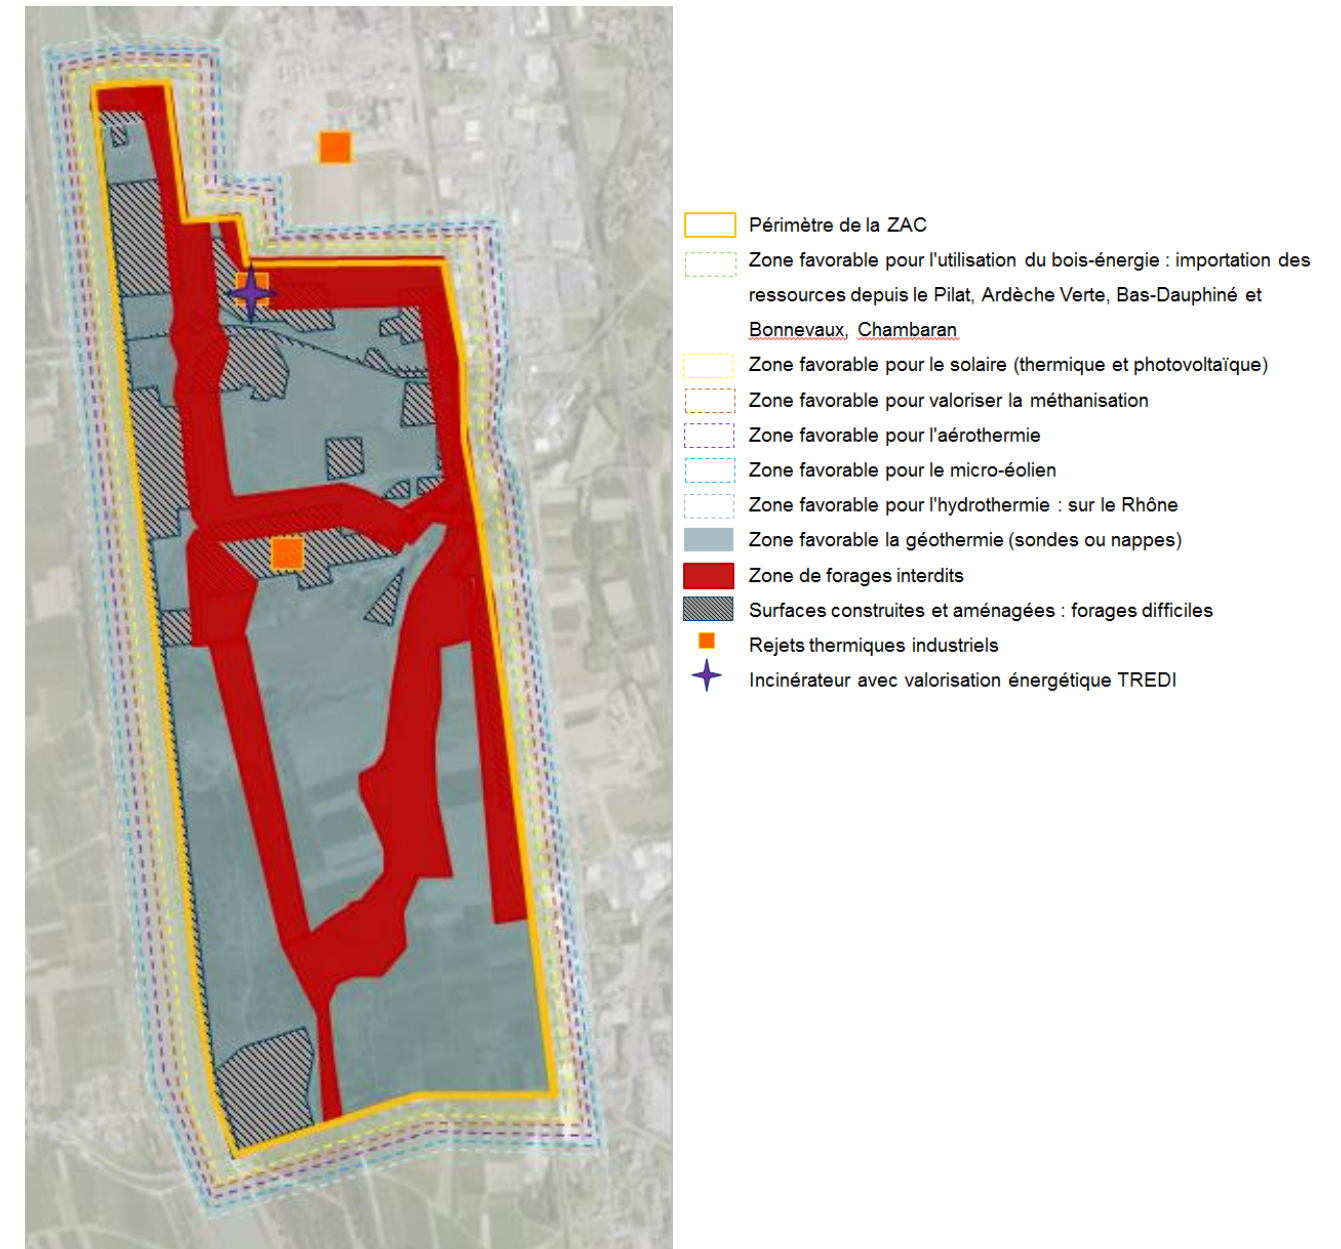 Périmètre de la ZAC
Zone favorable pour l'utilisation du bois-énergie : importation des
ressources depuis le Pilat, Ardèche Verte, Bas-Dauphiné et
Bonnevaux, Chambaran
Zone favorable pour le solaire (thermique et photovoltaïque)
Zone favorable pour valoriser la méthanisation
Zone favorable pour l'aérothermie
Zone favorable pour le micro-éolien
Zone favorable pour l'hydrothermie : sur le Rhône
Zone favorable la géothermie (sondes ou nappes)
Zone de forages interdits
Surfaces construites et aménagées : forages difficiles
Rejets thermiques industriels
Incinérateur avec valorisation énergétique TREDI